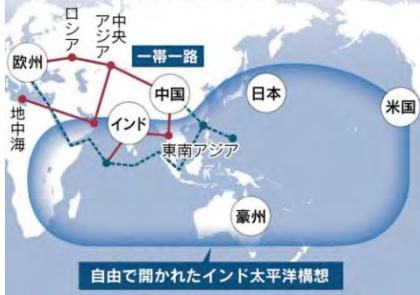 ロシア
中央
アジア
一帯一路
欧州
中国
日本
米国
地中海
インド
東南アジア
豪州
自由で開かれたインド太平洋構想